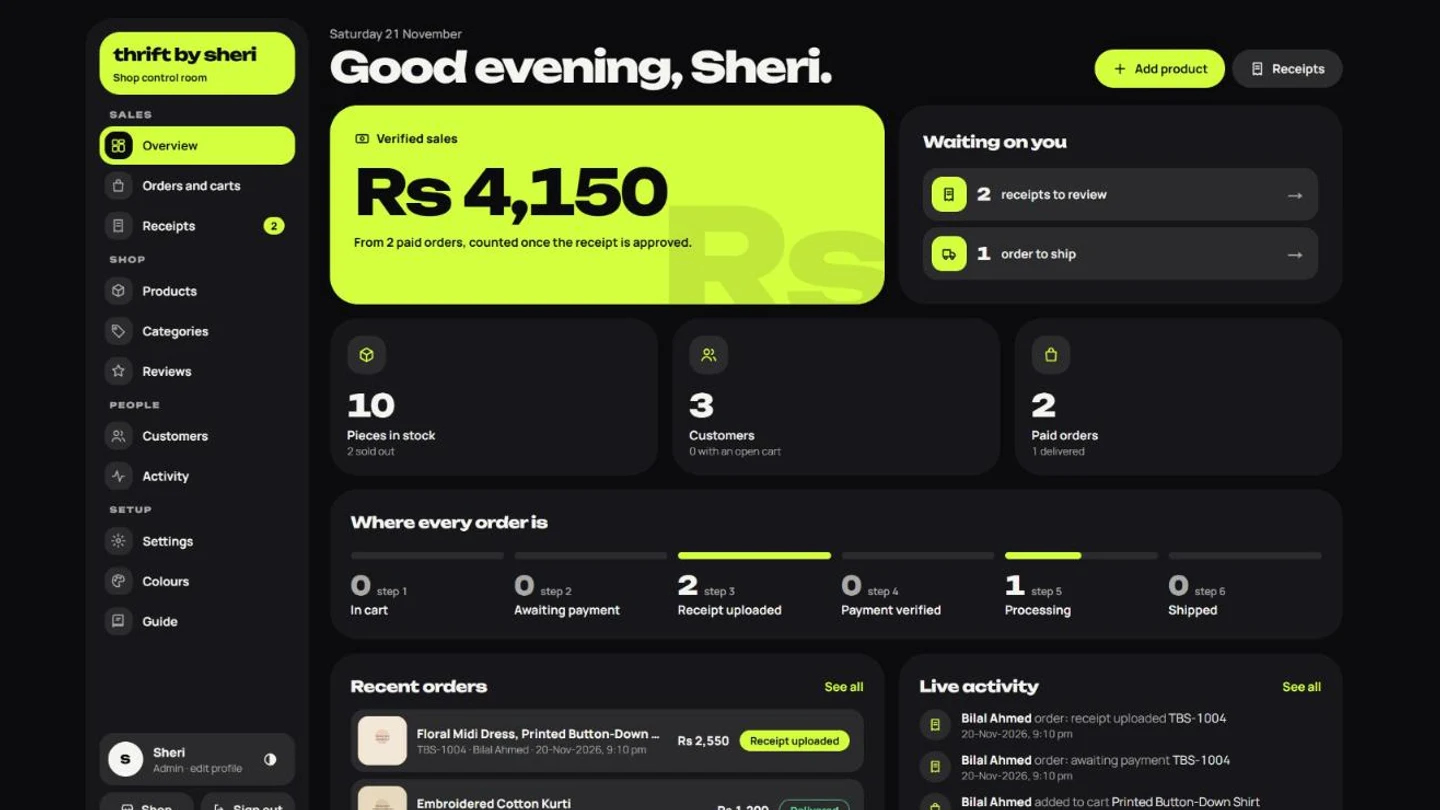 thrift by sheri
Shop control room
SALES
Overview
Orders and carts
Receipts
2
SHOP
Products
Categories
Reviews
PEOPLE
Customers
Activity
SETUP
Settings
Colours
Guide
S
Sheri
Admin · edit profile
Shop
Sign out
Saturday 21 November
Good evening, Sheri.
+ Add product
Receipts
Verified sales
Rs 4,150
From 2 paid orders, counted once the receipt is approved.
Rs
Waiting on you
2 receipts to review →
1 order to ship →
10
Pieces in stock
2 sold out
3
Customers
0 with an open cart
2
Paid orders
1 delivered
Where every order is
0 step 1
In cart
0 step 2
Awaiting payment
2 step 3
Receipt uploaded
0 step 4
Payment verified
1 step 5
Processing
0 step 6
Shipped
Recent orders
See all
Floral Midi Dress, Printed Button-Down ...
TBS-1004 · Bilal Ahmed · 20-Nov-2026, 9:10 pm
Rs 2,550
Receipt uploaded
Embroidered Cotton Kurti
Rs 1,200
Delivered
Live activity
See all
Bilal Ahmed order: receipt uploaded TBS-1004
20-Nov-2026, 9:10 pm
Bilal Ahmed order: awaiting payment TBS-1004
20-Nov-2026, 9:10 pm
Bilal Ahmed added to cart Printed Button-Down Shirt